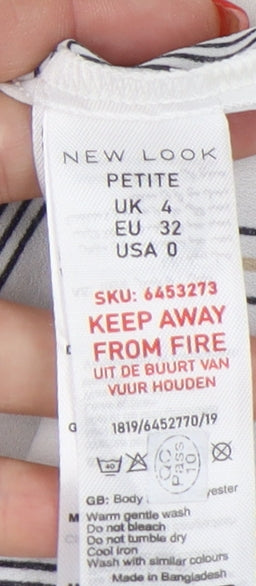 NEW LOOK
PETITE
UK 4
EU 32
USA 0
SKU: 6453273
KEEP AWAY
FROM FIRE
UIT DE BUURT VAN
VUUR HOUDEN
1819/6452770/19
40
QC
Pass
10
GB: Body
Warm gentle wash
Do not bleach
Do not tumble dry
Cool iron
Wash with similar colours
Made in Bangladesh